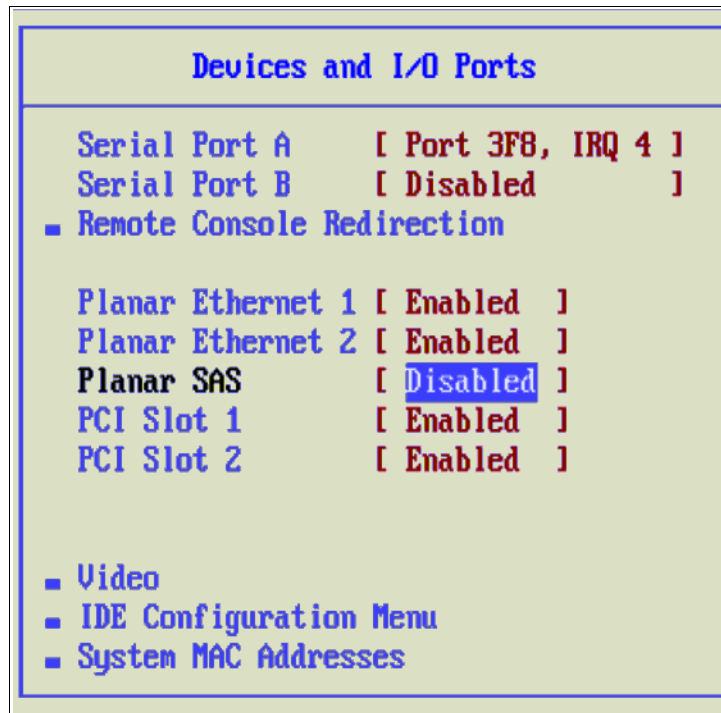 Devices and I/O Ports
Serial Port A [ Port 3F8, IRQ 4 ]
Serial Port B [ Disabled ]
Remote Console Redirection
Planar Ethernet 1 [ Enabled ]
Planar Ethernet 2 [ Enabled ]
Planar SAS [ Disabled ]
PCI Slot 1 [ Enabled ]
PCI Slot 2 [ Enabled ]
Video
IDE Configuration Menu
System MAC Addresses